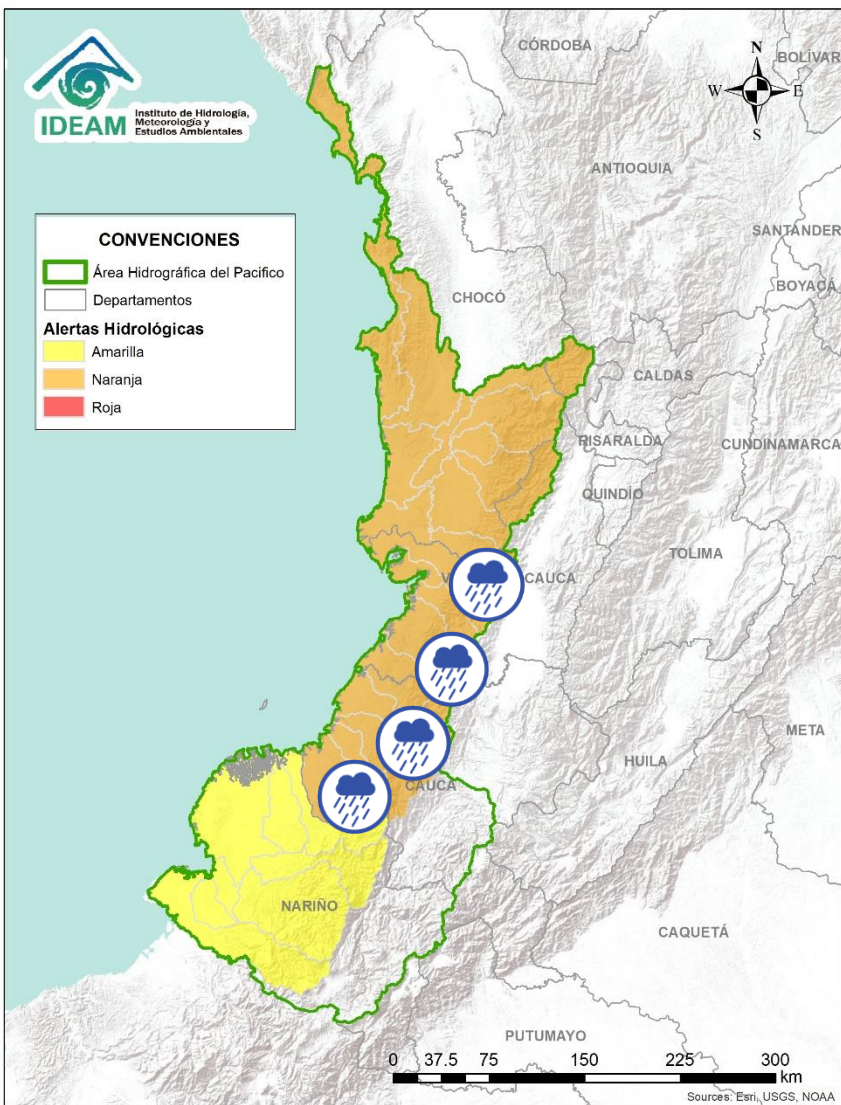 IDEAM
Instituto de Hidrología,
Meteorología y
Estudios Ambientales
CÓRDOBA
BOLÍVAR
N
W
E
S
ANTIOQUIA
SANTANDER
BOYACÁ
CONVENCIONES
Área Hidrográfica del Pacifico
Departamentos
Alertas Hidrológicas
Amarilla
Naranja
Roja
CHOCÓ
CALDAS
RISARALDA
CUNDINAMARCA
QUINDÍO
TOLIMA
CAUCA
META
HUILA
CAUCA
NARIÑO
CAQUETÁ
PUTUMAYO
0 37.5 75 150 225 300
km
Sources: Esri, USGS, NOAA